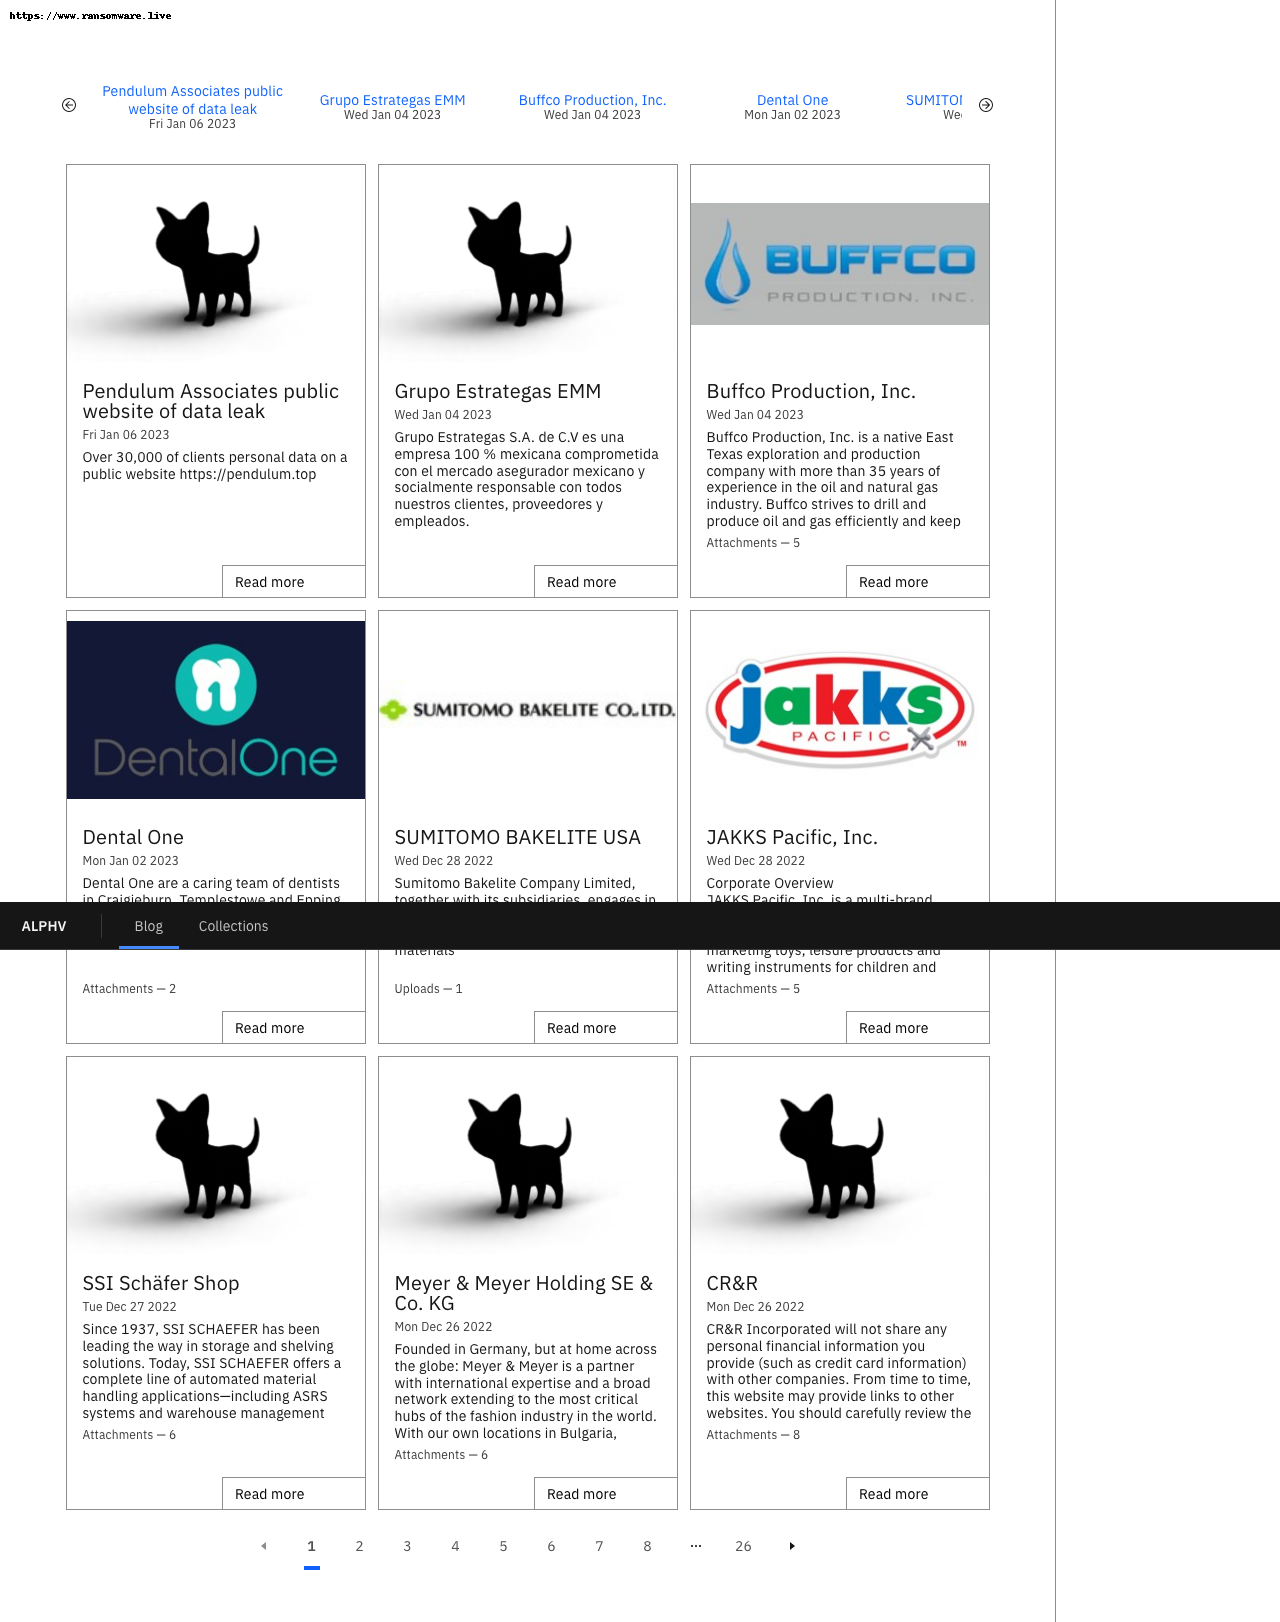 https://www.ransomware.live
Pendulum Associates public
website of data leak
Fri Jan 06 2023
Grupo Estrategas EMM
Wed Jan 04 2023
Buffco Production, Inc.
Wed Jan 04 2023
Dental One
Mon Jan 02 2023
BUFFCO
PRODUCTION, INC.
Pendulum Associates public
website of data leak
Fri Jan 06 2023
Over 30,000 of clients personal data on a
public website https://pendulum.top
Read more
Grupo Estrategas EMM
Wed Jan 04 2023
Grupo Estrategas S.A. de C.V es una
empresa 100 % mexicana comprometida
con el mercado asegurador mexicano y
socialmente responsable con todos
nuestros clientes, proveedores y
empleados.
Read more
Buffco Production, Inc.
Wed Jan 04 2023
Buffco Production, Inc. is a native East
Texas exploration and production
company with more than 35 years of
experience in the oil and natural gas
industry. Buffco strives to drill and
produce oil and gas efficiently and keep
Attachments — 5
Read more
DentalOne
Dental One
Mon Jan 02 2023
Dental One are a caring team of dentists
in Craigieburn, Templestowe and Epping
Attachments — 2
Read more
SUMITOMO BAKELITE CO., LTD.
SUMITOMO BAKELITE USA
Wed Dec 28 2022
Sumitomo Bakelite Company Limited,
together with its subsidiaries, engages in
materials
Uploads — 1
Read more
jakks
PACIFIC
TM
JAKKS Pacific, Inc.
Wed Dec 28 2022
Corporate Overview
JAKKS Pacific, Inc. is a multi-brand
marketing toys, leisure products and
writing instruments for children and
Attachments — 5
Read more
ALPHV
Blog
Collections
SSI Schäfer Shop
Tue Dec 27 2022
Since 1937, SSI SCHAEFER has been
leading the way in storage and shelving
solutions. Today, SSI SCHAEFER offers a
complete line of automated material
handling applications—including ASRS
systems and warehouse management
Attachments — 6
Read more
Meyer & Meyer Holding SE &
Co. KG
Mon Dec 26 2022
Founded in Germany, but at home across
the globe: Meyer & Meyer is a partner
with international expertise and a broad
network extending to the most critical
hubs of the fashion industry in the world.
With our own locations in Bulgaria,
Attachments — 6
Read more
CR&R
Mon Dec 26 2022
CR&R Incorporated will not share any
personal financial information you
provide (such as credit card information)
with other companies. From time to time,
this website may provide links to other
websites. You should carefully review the
Attachments — 8
Read more
1 2 3 4 5 6 7 8 ... 26